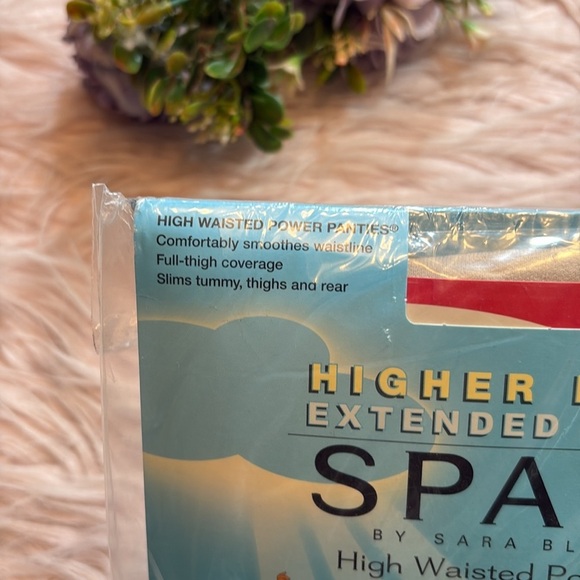 HIGH WAISTED POWER PANTIES®
Comfortably smoothes waistline
Full-thigh coverage
Slims tummy, thighs and rear
HIGHER
EXTENDED
SPA
BY SARA BL
High Waisted Po